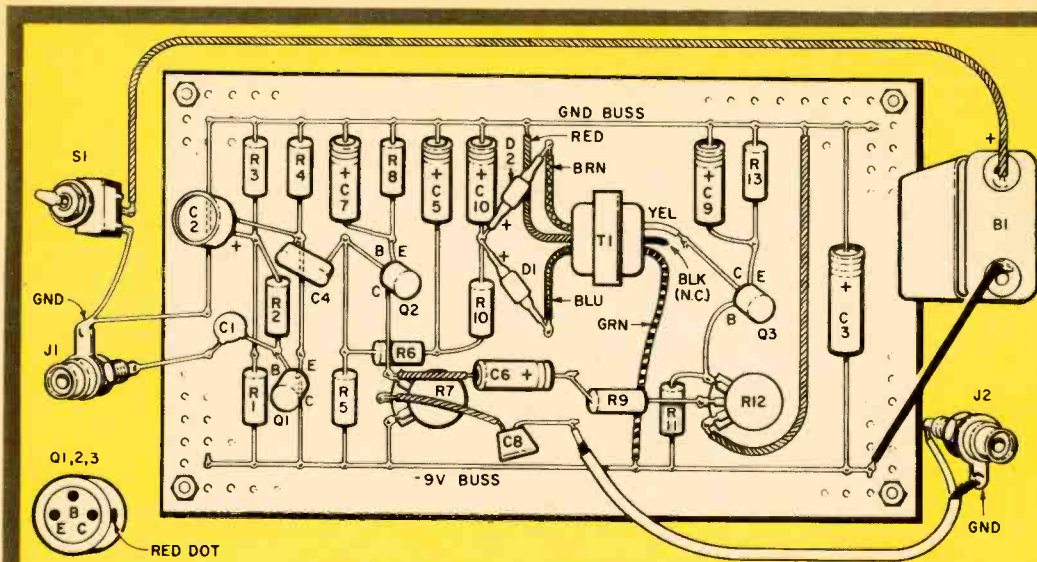 GND BUSS
RED
BRN
D2
S1
R3
R4
+ C7
R8
+ C5
+ C10
+ C9
R13
+
B1
C2
+
T1
YEL
BLK
(N.C)
C
E
B
Q3
+
C3
GND
R2
C4
B
E
C
Q2
+
+
D1
R10
BLU
GRN
J1
C1
R6
B
E
C
Q1
R1
R5
R7
C6 +
R9
R11
R12
J2
C8
-9V BUSS
GND
Q1,2,3
B
E C
RED DOT